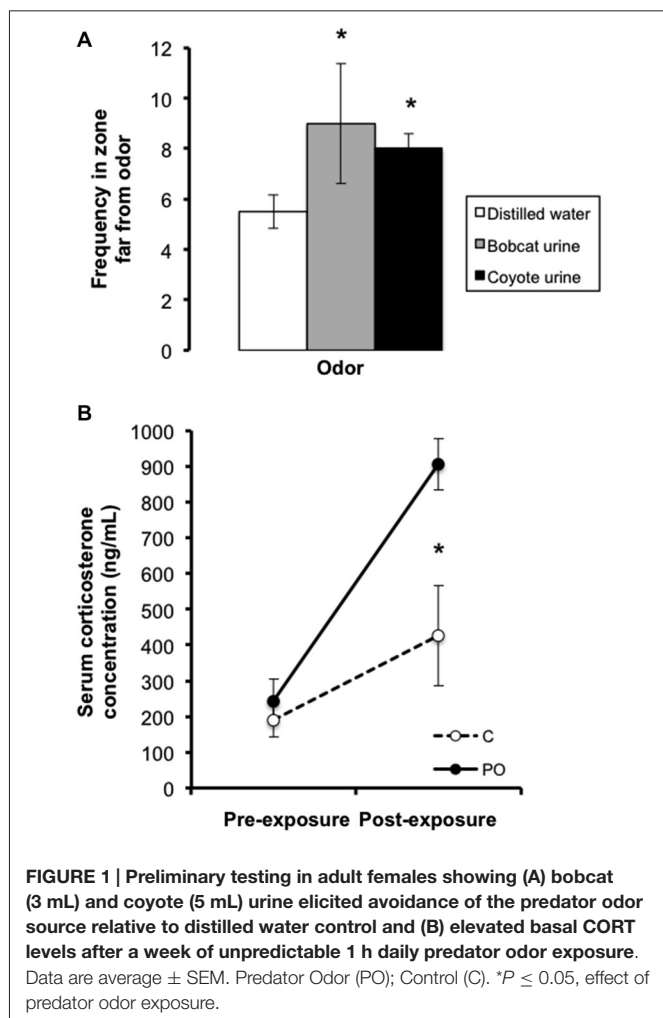 A
*
*
12
10
8
6
4
2
0
Frequency in zone
far from odor
Odor
Distilled water
Bobcat urine
Coyote urine
B
1000
900
800
700
600
500
400
300
200
100
0
Serum corticosterone
concentration (ng/mL)
*
C
PO
Pre-exposure Post-exposure
FIGURE 1 | Preliminary testing in adult females showing (A) bobcat
(3 mL) and coyote (5 mL) urine elicited avoidance of the predator odor
source relative to distilled water control and (B) elevated basal CORT
levels after a week of unpredictable 1 h daily predator odor exposure.
Data are average ± SEM. Predator Odor (PO); Control (C). *P ≤ 0.05, effect of
predator odor exposure.